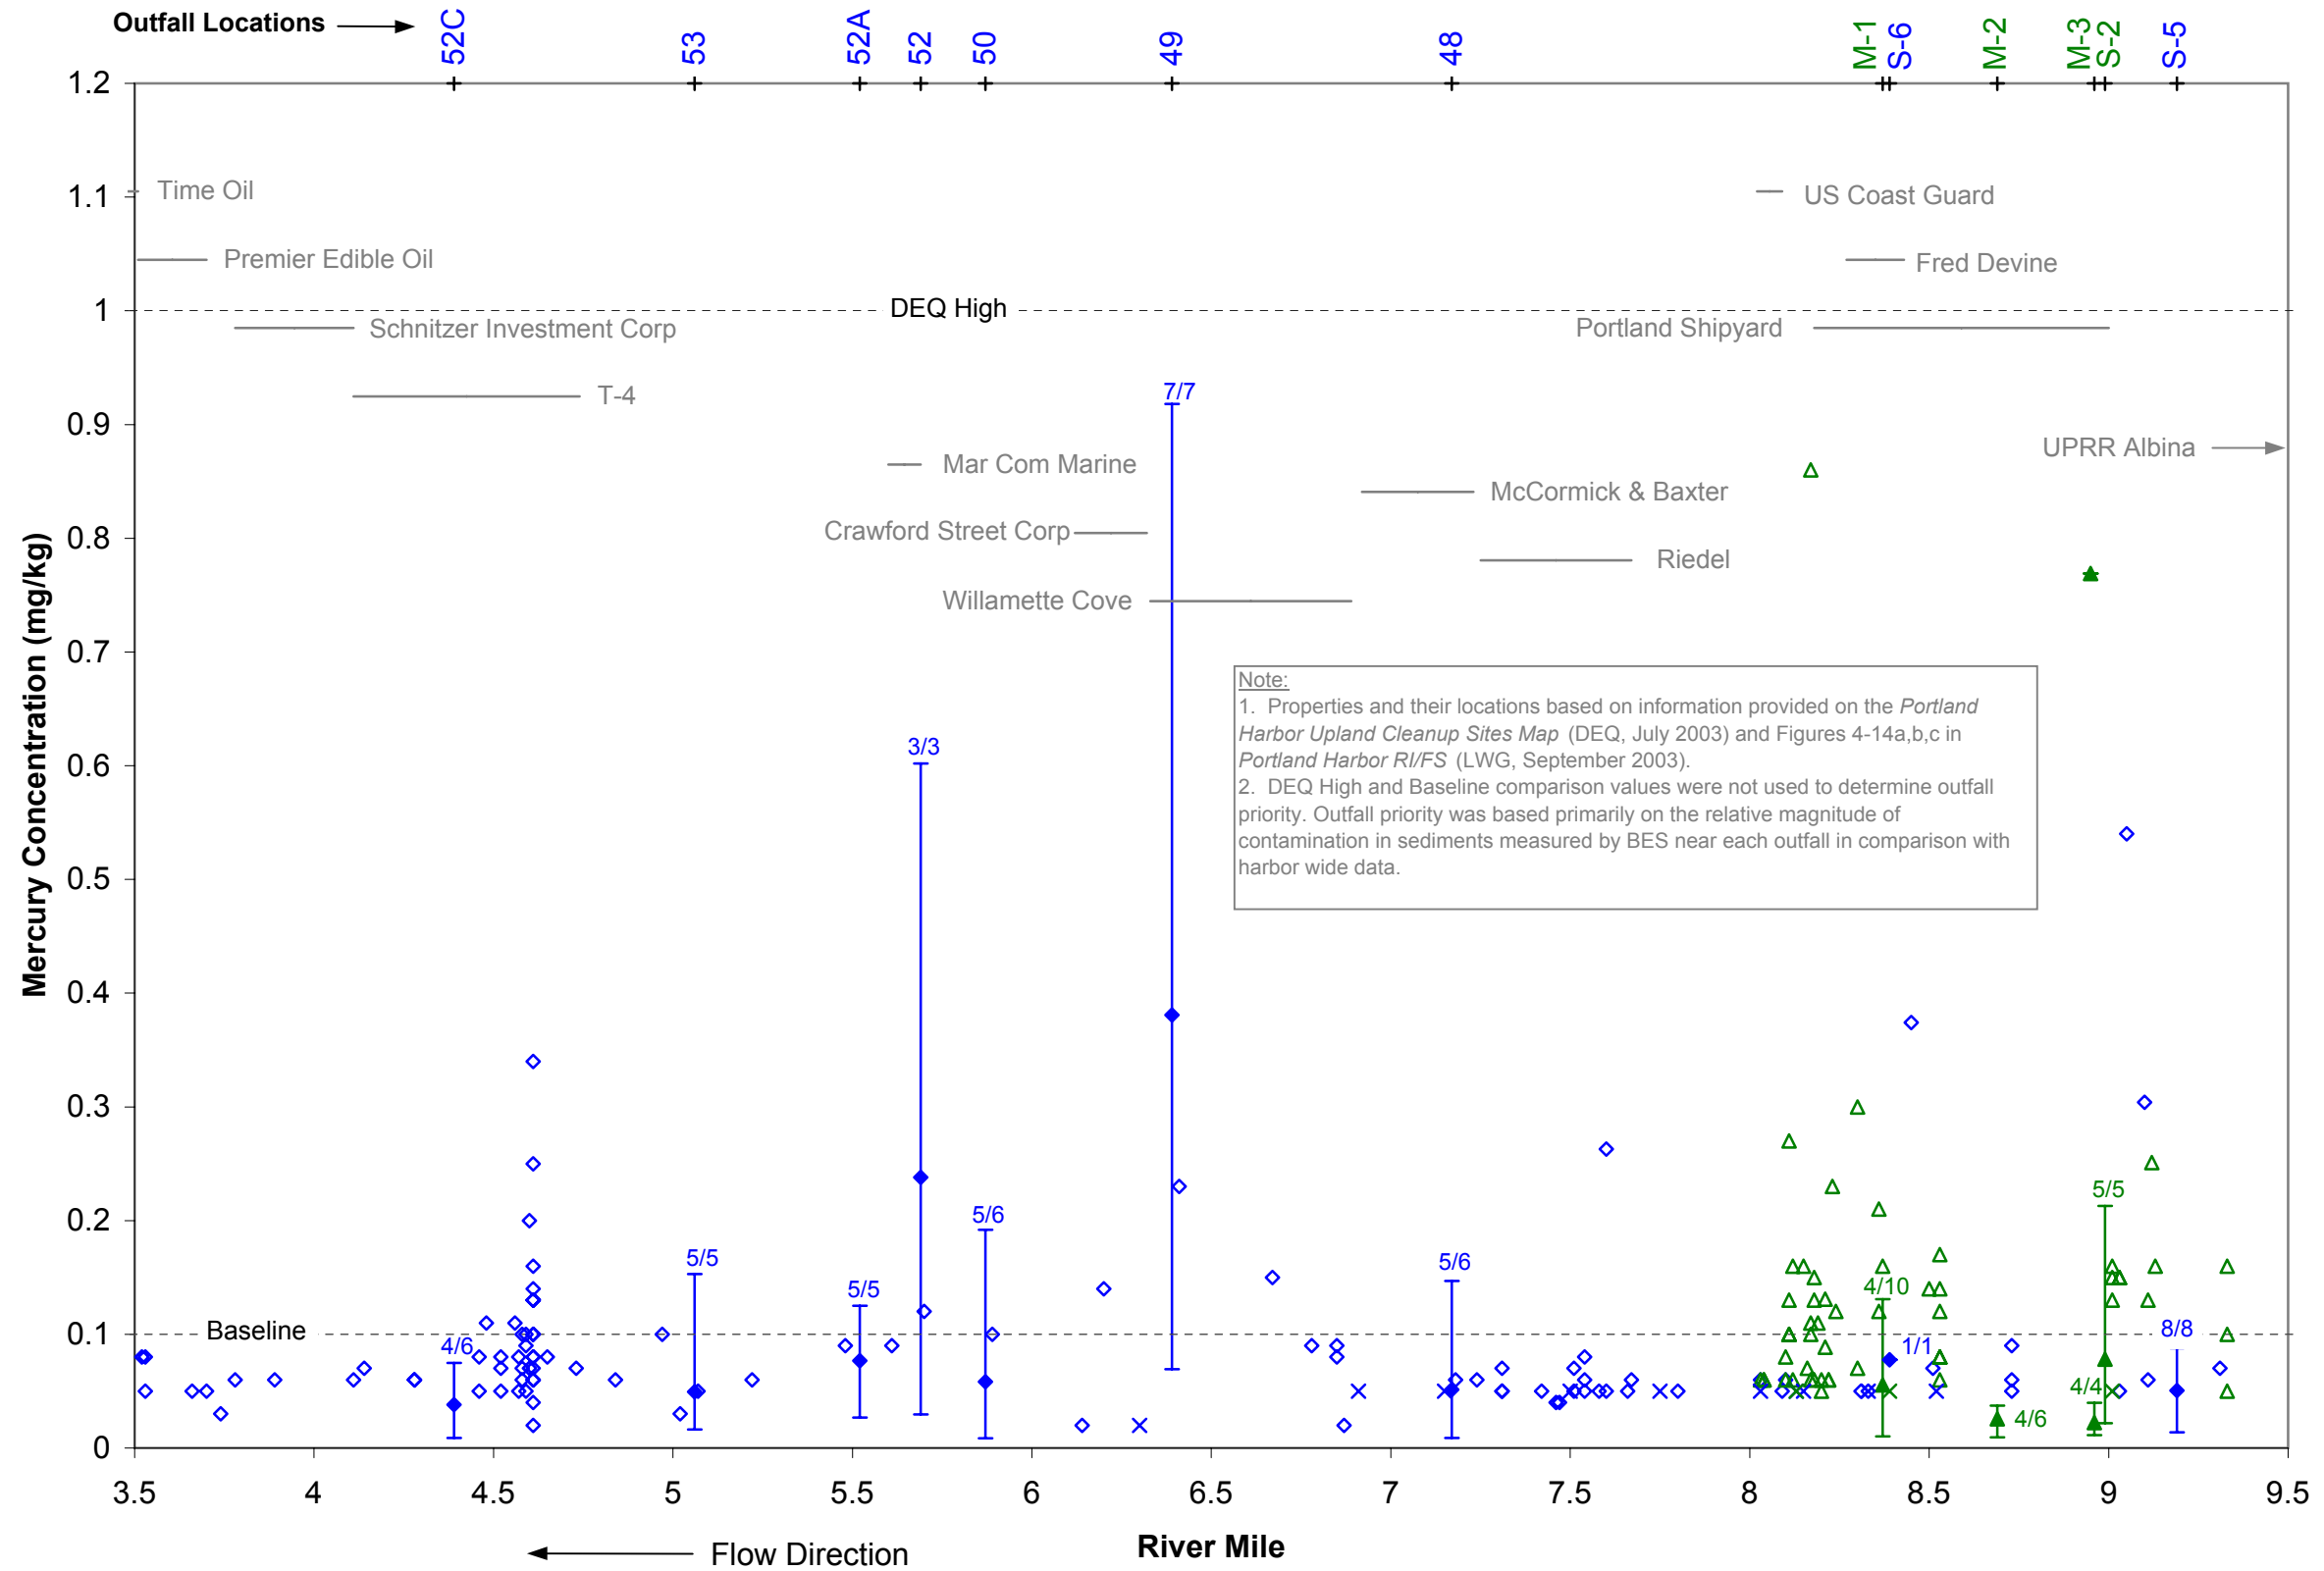 Outfall Locations
52C
53
52A
52
50
49
48
M-1
S-6
M-2
M-3
S-2
S-5
1.2
1.1
1
0.9
0.8
0.7
0.6
0.5
0.4
0.3
0.2
0.1
0
Mercury Concentration (mg/kg)
Time Oil
US Coast Guard
Premier Edible Oil
Fred Devine
DEQ High
Schnitzer Investment Corp
Portland Shipyard
T-4
7/7
UPRR Albina
Mar Com Marine
McCormick & Baxter
Crawford Street Corp
Riedel
Willamette Cove
Note:
1. Properties and their locations based on information provided on the Portland
Harbor Upland Cleanup Sites Map (DEQ, July 2003) and Figures 4-14a,b,c in
Portland Harbor RI/FS (LWG, September 2003).
2. DEQ High and Baseline comparison values were not used to determine outfall
priority. Outfall priority was based primarily on the relative magnitude of
contamination in sediments measured by BES near each outfall in comparison with
harbor wide data.
3/3
5/5
5/6
5/5
5/5
5/6
4/10
Baseline
4/6
1/1
8/8
4/4
4/6
3.5
4
4.5
5
5.5
6
6.5
7
7.5
8
8.5
9
9.5
River Mile
Flow Direction